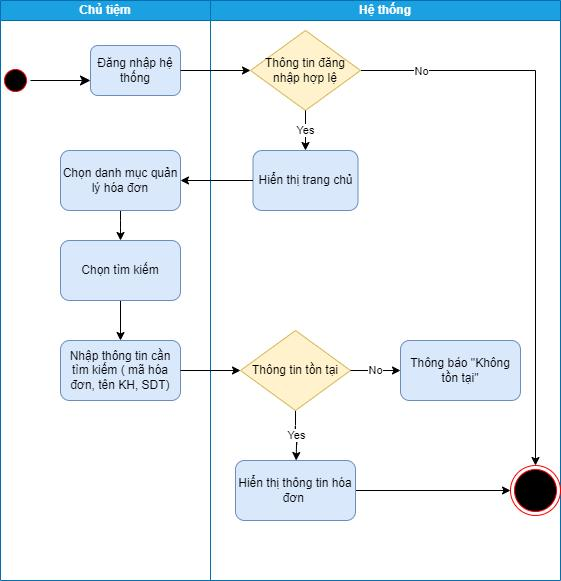 Chủ tiệm
Hệ thống
Đăng nhập hệ
thống
Thông tin đăng
nhập hợp lệ
No
Yes
Chọn danh mục quản
lý hóa đơn
Hiển thị trang chủ
Chọn tìm kiếm
Nhập thông tin cần
tìm kiếm ( mã hóa
đơn, tên KH, SDT)
Thông tin tồn tại
No
Thông báo "Không
tồn tại"
Yes
Hiển thị thông tin hóa
đơn